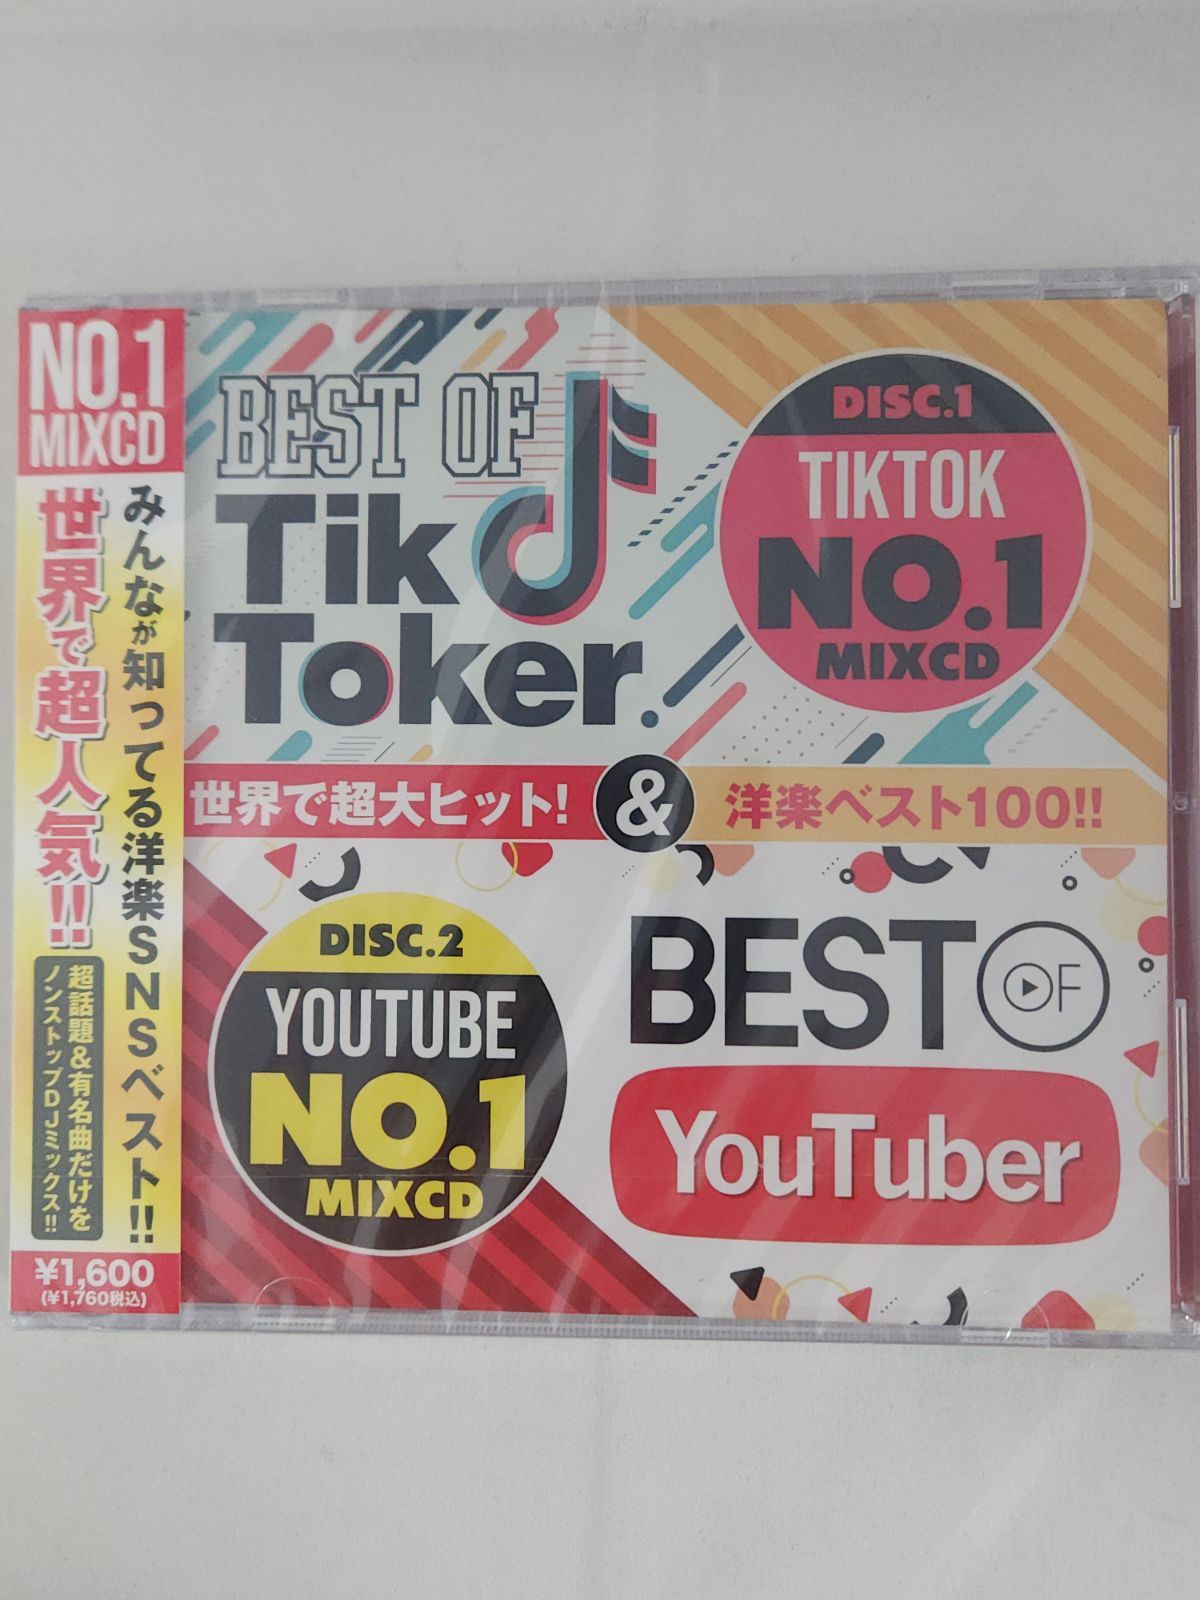 NO.1
MIXCD
みんなが知ってる洋楽SNSベスト!!
世界で超人気!!
超話題&有名曲だけを
ノンストップDJミックス!!
¥1,600
(¥1,760税込)
BEST OF
Tik
Toker.
DISC.1
TIKTOK
NO.1
MIXCD
世界で超大ヒット!
&
洋楽ベスト100!!
DISC.2
YOUTUBE
NO.1
MIXCD
BEST OF
YouTuber